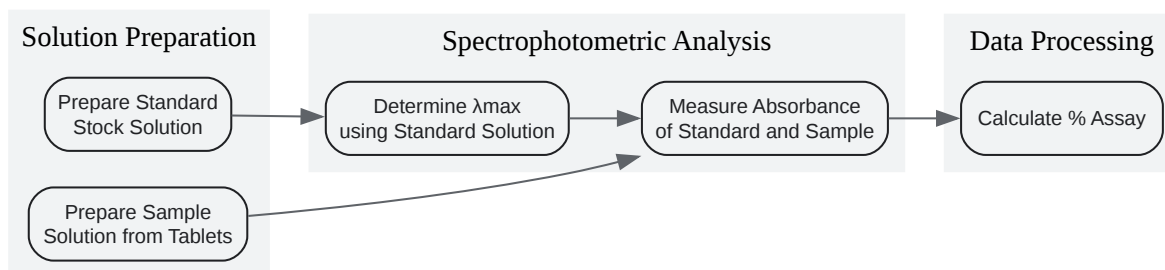 Solution Preparation
Prepare Standard
Stock Solution
Prepare Sample
Solution from Tablets
Spectrophotometric Analysis
Determine λmax
using Standard Solution
Measure Absorbance
of Standard and Sample
Data Processing
Calculate % Assay